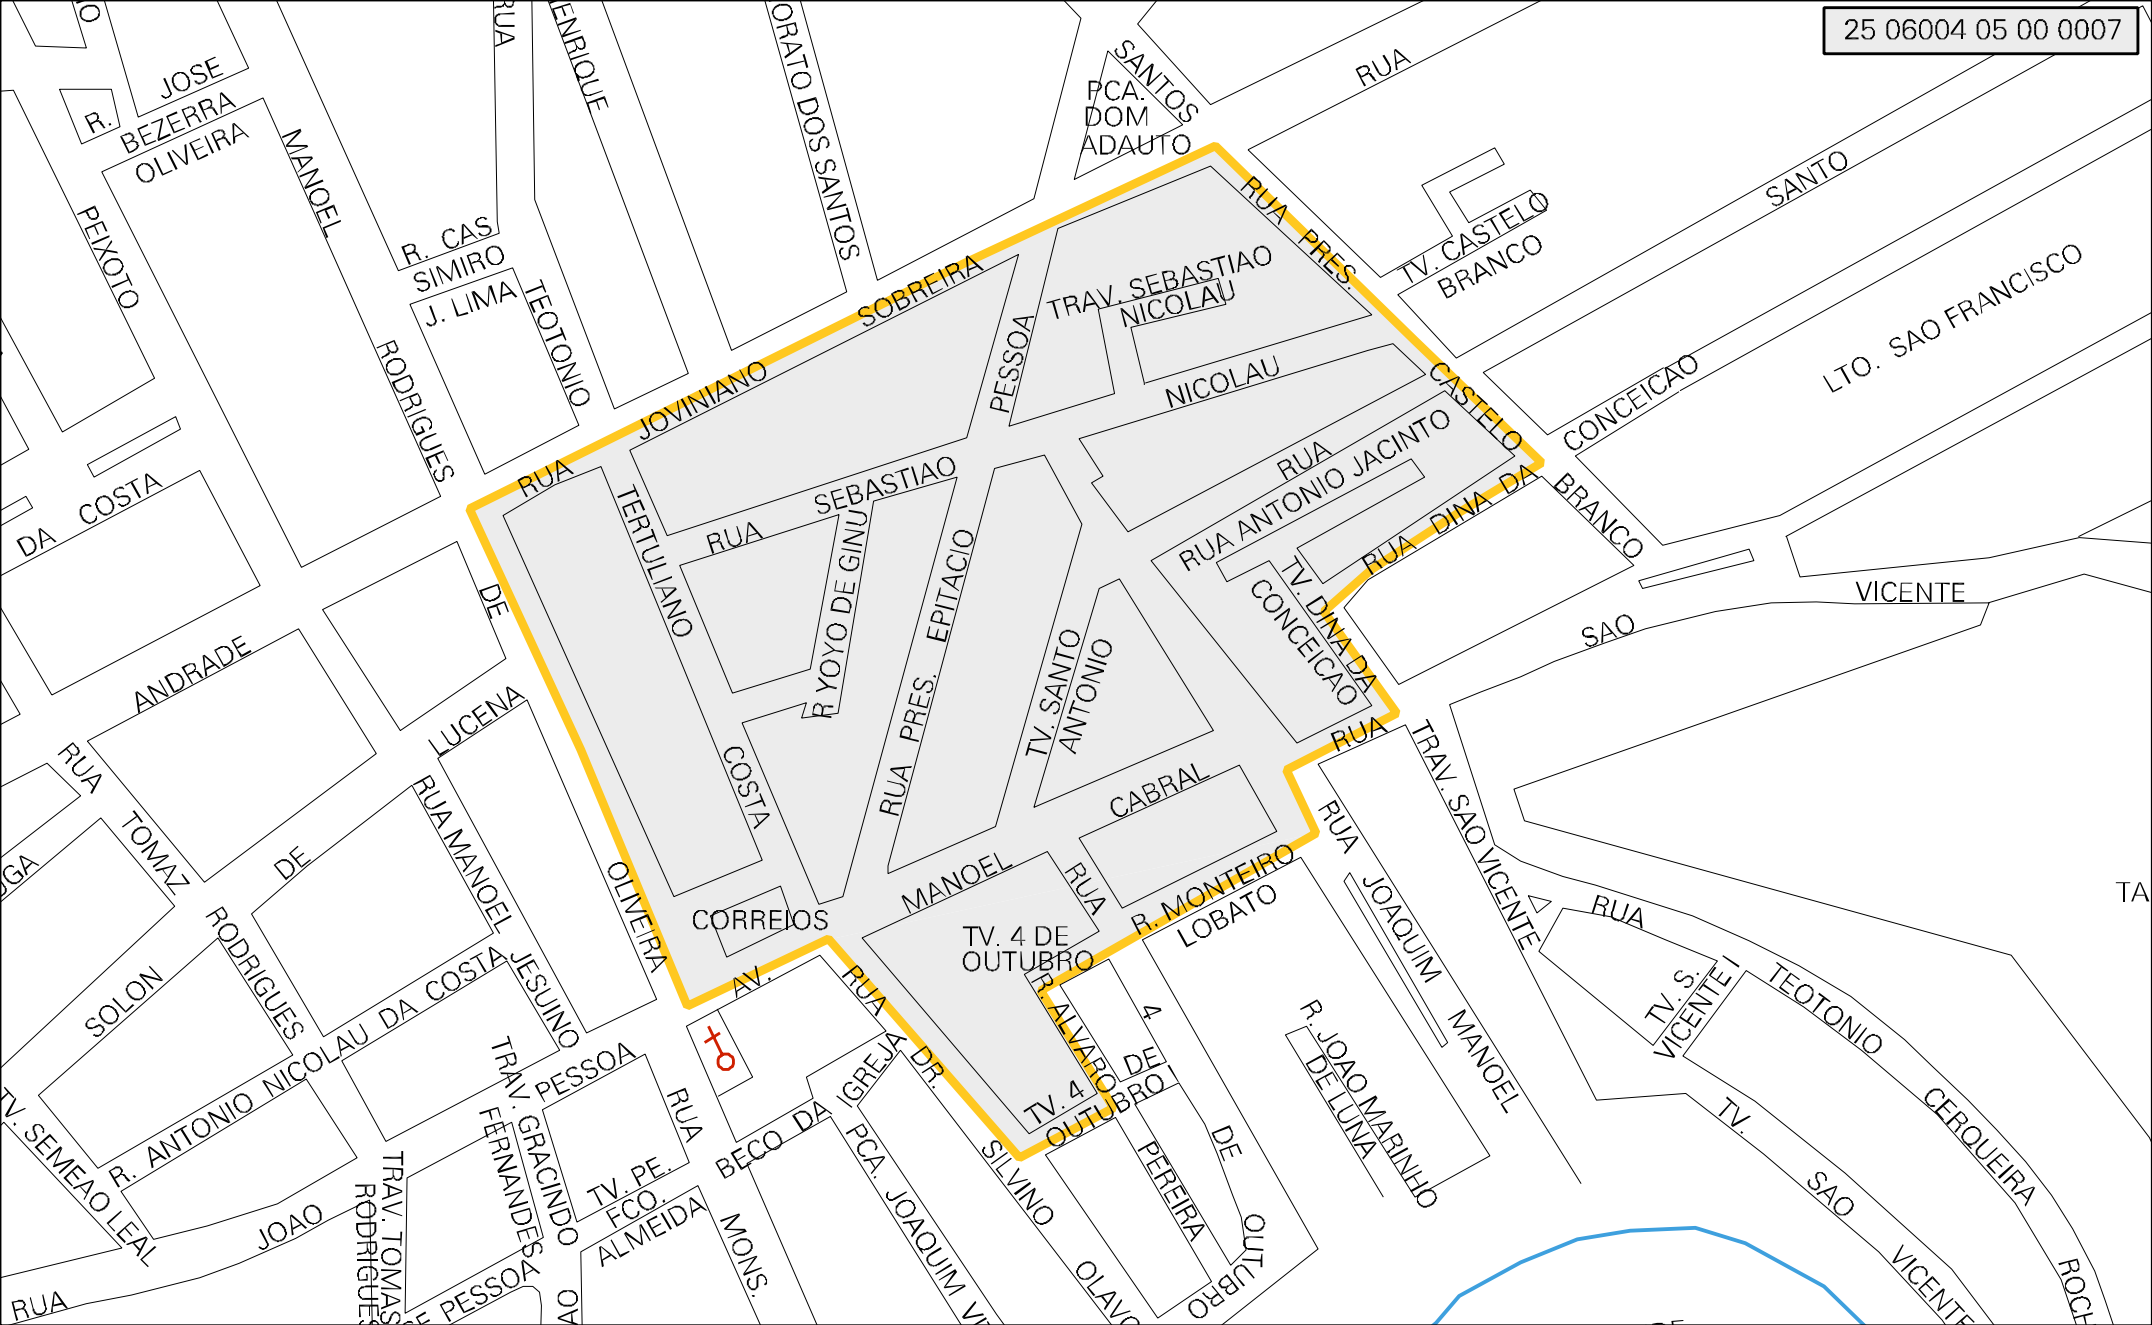 25 06004 05 00 0007
RUA
ENRIQUE
ORATO DOS SANTOS
SANTOS
RUA
PCA.
DOM
ADAUTO
JOSE
R.
BEZERRA
OLIVEIRA
MANOEL
PEIXOTO
R. CAS
SIMIRO
J. LIMA
TEOTONIO
RODRIGUES
RUA PRES.
TV. CASTELO
BRANCO
SANTO
CONCEICAO
LTO. SAO FRANCISCO
SOBREIRA
JOVINIANO
RUA
TRAV. SEBASTIAO
NICOLAU
PESSOA
NICOLAU
CASTELO
RUA
RUA ANTONIO JACINTO
SEBASTIAO
RUA
TERTULIANO
R YOYO DE GINU
EPITACIO
RUA PRES.
RUA DINA DA
BRANCO
TV. DINA DA
CONCEICAO
VICENTE
SAO
DA COSTA
DE
ANDRADE
LUCENA
TV. SANTO
ANTONIO
COSTA
RUA
TRAV. SAO VICENTE
RUA
TOMAZ
RUA MANOEL
DE
CABRAL
MANOEL
RUA
R. MONTEIRO
LOBATO
RUA
JOAQUIM
MANOEL
OLIVEIRA
CORREIOS
TV. 4 DE
OUTUBRO
AV.
RUA
RUA
TA
TV. S.
VICENTE I
TEOTONIO
CERQUEIRA
RODRIGUES
SOLON
JESUINO
R. ANTONIO NICOLAU DA COSTA
R. ALVARO
4
DE
TV. 4
OUTUBRO
R. JOAO MARINHO
DE LUNA
DR.
BECO DA IGREJA
TRAV. GRACINDO
FERNANDES
PESSOA
RUA
TV. PE.
FCO.
ALMEIDA
MONS.
TV. SEMEAO LEAL
JOAO
RUA
TRAV. TOMAS
RODRIGUES
PESSOA
PCA. JOAQUIM
SILVINO
OLAVO
PEREIRA
DE
OUTUBRO
TV.
SAO
VICENTE